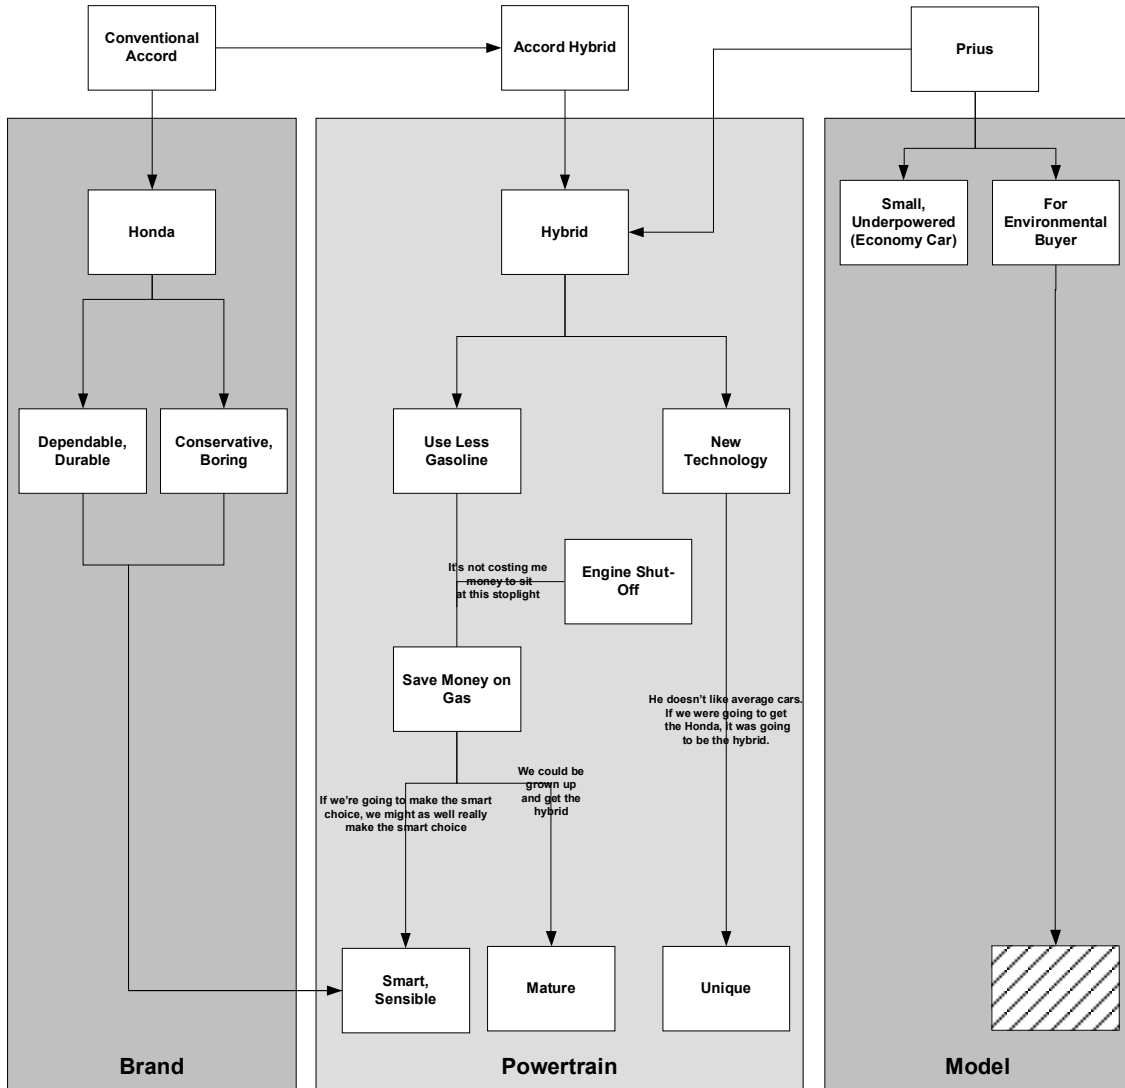 Conventional
Accord
Accord Hybrid
Prius
Honda
Hybrid
Small,
Underpowered
(Economy Car)
For
Environmental
Buyer
Dependable,
Durable
Conservative,
Boring
Use Less
Gasoline
New
Technology
It's not costing me
money to sit
at this stoplight
Engine Shut-
Off
Save Money on
Gas
He doesn't like average cars.
If we were going to get
the Honda, it was going
to be the hybrid.
If we're going to make the smart
choice, we might as well really
make the smart choice
We could be
grown up
and get the
hybrid
Smart,
Sensible
Mature
Unique
Brand
Powertrain
Model